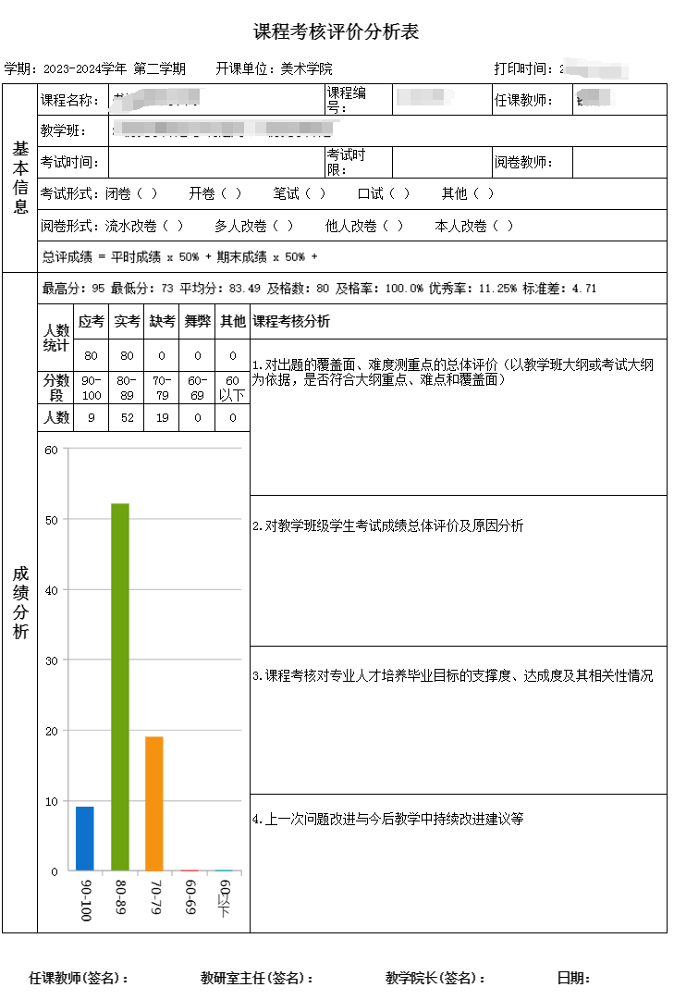 课程考核评价分析表
学期：2023-2024学年 第二学期 开课单位：美术学院 打印时间：
基本信息
课程名称： 课程编号： 任课教师：
教学班：
考试时间： 考试时限： 阅卷教师：
考试形式：闭卷（ ） 开卷（ ） 笔试（ ） 口试（ ） 其他（ ）
阅卷形式：流水改卷（ ） 多人改卷（ ） 他人改卷（ ） 本人改卷（ ）
总评成绩 = 平时成绩 x 50% + 期末成绩 x 50% +
成绩分析
最高分：95 最低分：73 平均分：83.49 及格数：80 及格率：100.0% 优秀率：11.25% 标准差：4.71
人数统计 应考 实考 缺考 舞弊 其他
80 80 0 0 0
分数段 90-100 80-89 70-79 60-69 60以下
人数 9 52 19 0 0
60
50
40
30
20
10
0
90-100 80-89 70-79 60-69 60以下
课程考核分析
1.对出题的覆盖面、难度测重点的总体评价（以教学班大纲或考试大纲
为依据，是否符合大纲重点、难点和覆盖面）
2.对教学班级学生考试成绩总体评价及原因分析
3.课程考核对专业人才培养毕业目标的支撑度、达成度及其相关性情况
4.上一次问题改进与今后教学中持续改进建议等
任课教师(签名)： 教研室主任(签名)： 教学院长(签名)： 日期：